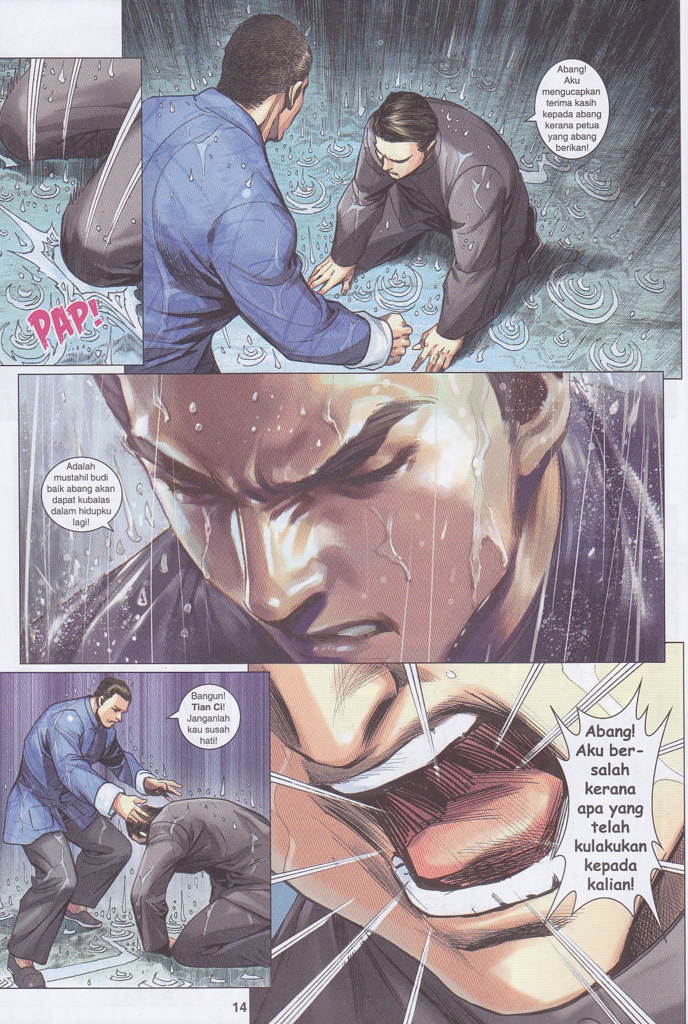 Abang!
Aku
mengucapkan
terima kasih
kepada abang
kerana petua
yang abang
berikan!
PAP!
Adalah
mustahil budi
baik abang akan
dapat kubalas
dalam hidupku
lagi!
Bangun!
Tian Ci!
Janganlah
kau susah
hati!
Abang!
Aku ber-
salah
kerana
apa yang
telah
kulakukan
kepada
kalian!
14